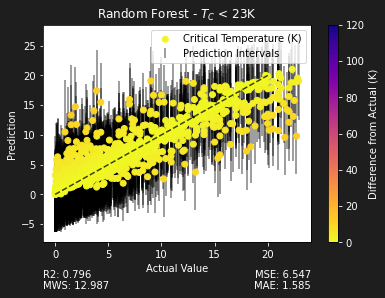 Random Forest - T_C < 23K
Critical Temperature (K)
Prediction Intervals
Prediction
25
20
15
10
5
0
−5
0
5
10
15
20
Actual Value
120
100
80
60
40
20
0
Difference from Actual (K)
R2: 0.796
MWS: 12.987
MSE: 6.547
MAE: 1.585